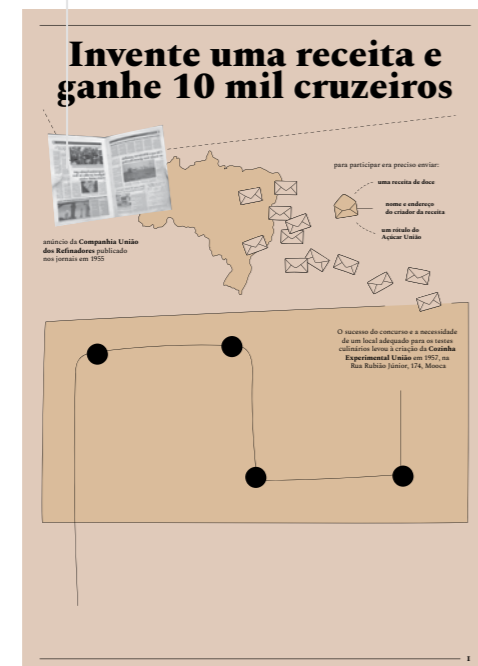 Invente uma receita e
ganhe 10 mil cruzeiros
para participar era preciso enviar:
uma receita de doce
nome e endereço
do criador da receita
um rótulo do
Açúcar União
anúncio da Companhia União
dos Refinadores publicado
nos jornais em 1955
O sucesso do concurso e a necessidade
de um local adequado para os testes
culinários levou à criação da Cozinha
Experimental União em 1957, na
Rua Rubião Júnior, 174, Mooca
1